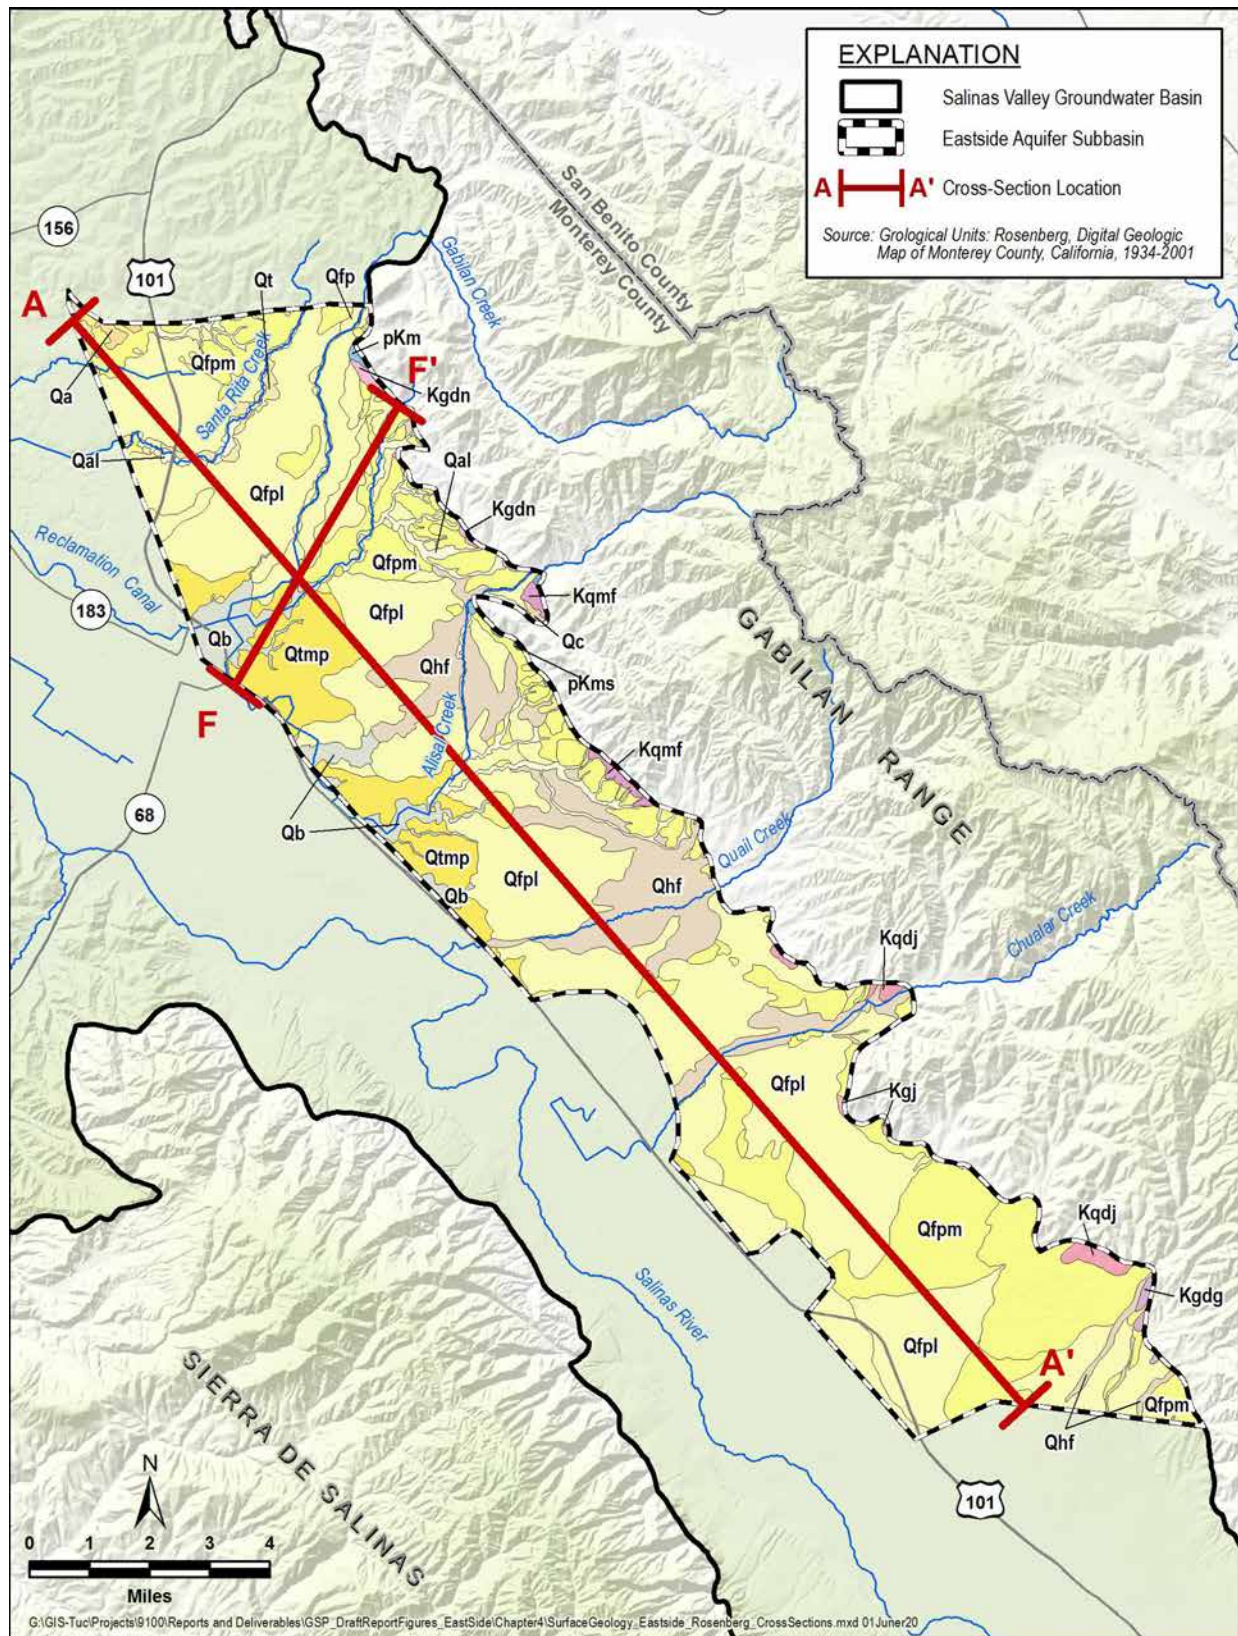 EXPLANATION
Salinas Valley Groundwater Basin
Eastside Aquifer Subbasin
A A' Cross-Section Location
Source: Grological Units: Rosenberg, Digital Geologic
Map of Monterey County, California, 1934-2001
San Benito County
Monterey County
156
101
Gabilan Creek
Qt
Qfp
A
pKm
Qfpm
F'
Santa Rita Creek
Kgdn
Qa
Qal
Qal
Qfpl
Kgdn
Reclamation Canal
Qfpm
183
Kqmf
Qfpl
Qb
Qc
Qtmp
Qhf
pKms
GABILAN RANGE
F
Alisal Creek
Kqmf
68
Qb
Qtmp
Quail Creek
Qfpl
Qhf
Qb
Kqdj
Chualar Creek
Qfpl
Kgj
Kqdj
Qfpm
Salinas River
Kgdg
Qfpl
A'
Qfpm
SIERRA DE SALINAS
Qhf
N
101
0 1 2 3 4
Miles
G:\GIS-Tuc\Projects\9100\Reports and Deliverables\GSP_DraftReportFigures_EastSide\Chapter4\SurfaceGeology_Eastside_Rosenberg_CrossSections.mxd 01Juner20